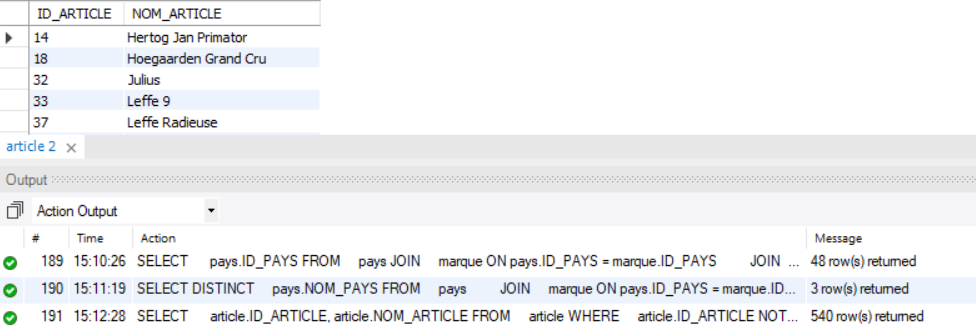 ID_ARTICLE NOM_ARTICLE
14 Hertog Jan Primator
18 Hoegaarden Grand Cru
32 Julius
33 Leffe 9
37 Leffe Radieuse
article 2 ×
Output
Action Output
# Time Action Message
189 15:10:26 SELECT pays.ID_PAYS FROM pays JOIN marque ON pays.ID_PAYS = marque.ID_PAYS JOIN ... 48 row(s) returned
190 15:11:19 SELECT DISTINCT pays.NOM_PAYS FROM pays JOIN marque ON pays.ID_PAYS = marque.ID... 3 row(s) returned
191 15:12:28 SELECT article.ID_ARTICLE, article.NOM_ARTICLE FROM article WHERE article.ID_ARTICLE NOT... 540 row(s) returned